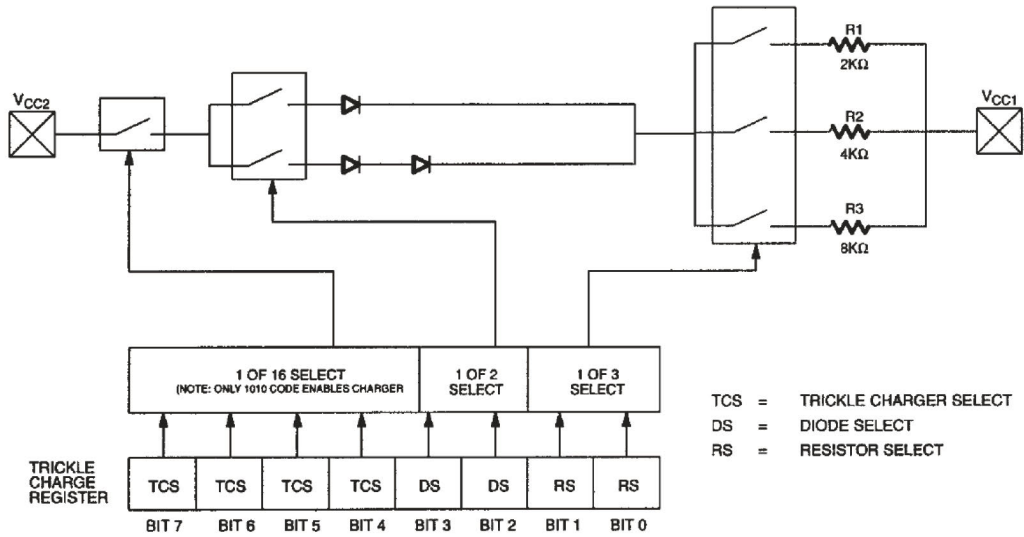 R1
2KΩ
VCC2
VCC1
R2
4KΩ
R3
8KΩ
1 OF 16 SELECT
(NOTE: ONLY 1010 CODE ENABLES CHARGER
1 OF 2
SELECT
1 OF 3
SELECT
TCS = TRICKLE CHARGER SELECT
DS = DIODE SELECT
RS = RESISTOR SELECT
TRICKLE
CHARGE
REGISTER
TCS TCS TCS TCS DS DS RS RS
BIT 7 BIT 6 BIT 5 BIT 4 BIT 3 BIT 2 BIT 1 BIT 0